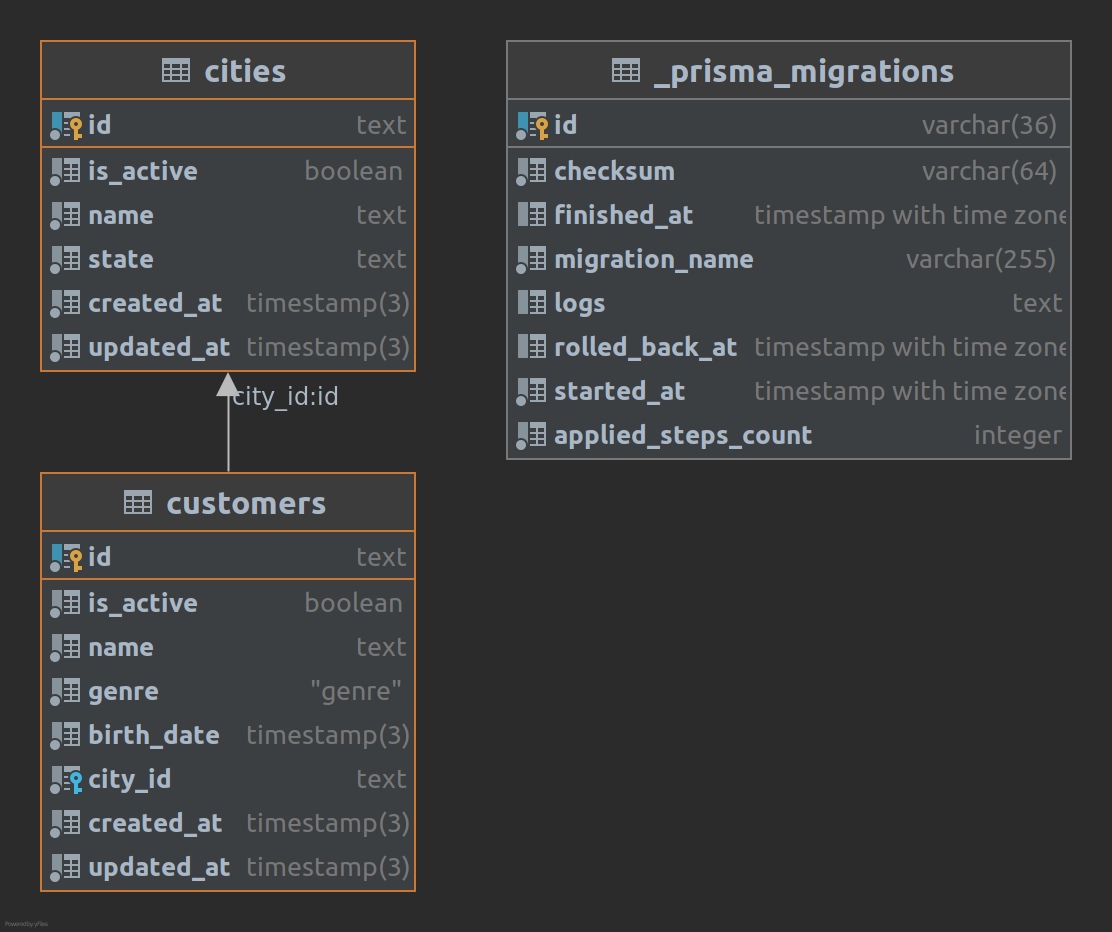 cities
id text
is_active boolean
name text
state text
created_at timestamp(3)
updated_at timestamp(3)
city_id:id
customers
id text
is_active boolean
name text
genre "genre"
birth_date timestamp(3)
city_id text
created_at timestamp(3)
updated_at timestamp(3)
_prisma_migrations
id varchar(36)
checksum varchar(64)
finished_at timestamp with time zone
migration_name varchar(255)
logs text
rolled_back_at timestamp with time zone
started_at timestamp with time zone
applied_steps_count integer
Powered by yFiles